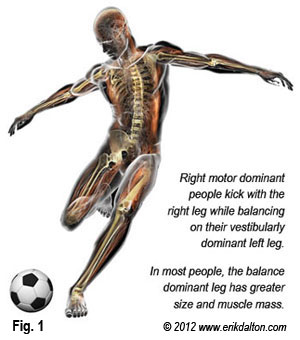 Right motor dominant
people kick with the
right leg while balancing
on their vestibularly
dominant left leg.
In most people, the balance
dominant leg has greater
size and muscle mass.
Fig. 1
© 2012 www.erikdalton.com